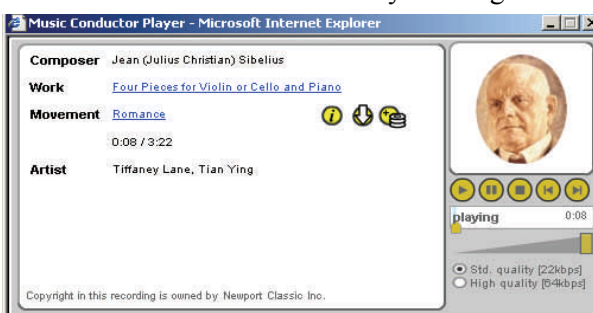 Music Conductor Player - Microsoft Internet Explorer
Composer Jean (Julius Christian) Sibelius
Work Four Pieces for Violin or Cello and Piano
Movement Romance
0:08 / 3:22
Artist Tiffaney Lane, Tian Ying
Copyright in this recording is owned by Newport Classic Inc.
playing 0:08
Std. quality [22kbps]
High quality [64kbps]